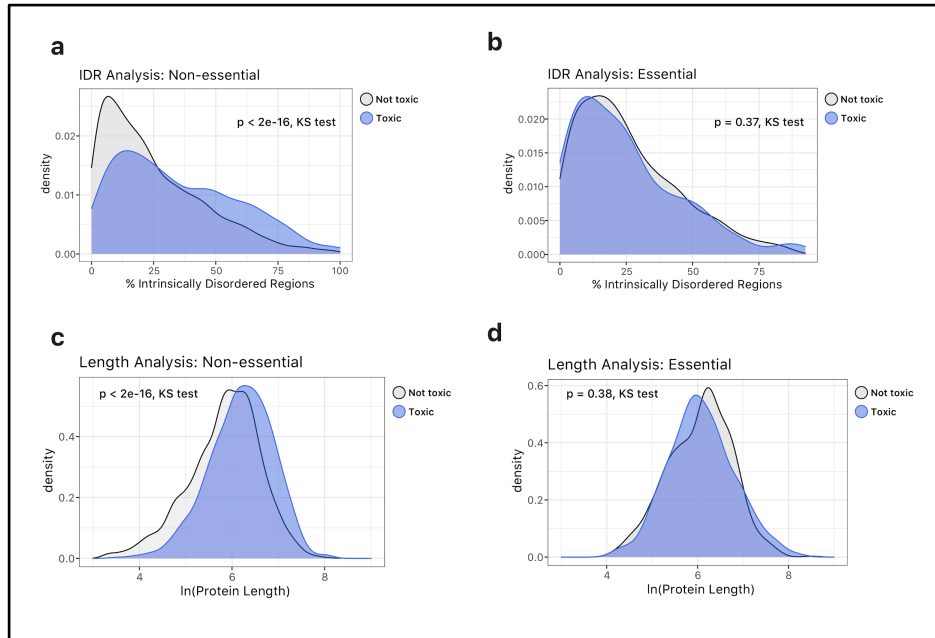 a
IDR Analysis: Non-essential
p < 2e-16, KS test
Not toxic
Toxic
density
0.02
0.01
0.00
0
25
50
75
100
% Intrinsically Disordered Regions
b
IDR Analysis: Essential
p = 0.37, KS test
Not toxic
Toxic
density
0.020
0.015
0.010
0.005
0.000
0
25
50
75
% Intrinsically Disordered Regions
c
Length Analysis: Non-essential
p < 2e-16, KS test
Not toxic
Toxic
density
0.4
0.2
0.0
4
6
8
ln(Protein Length)
d
Length Analysis: Essential
p = 0.38, KS test
Not toxic
Toxic
density
0.6
0.4
0.2
0.0
4
6
8
ln(Protein Length)